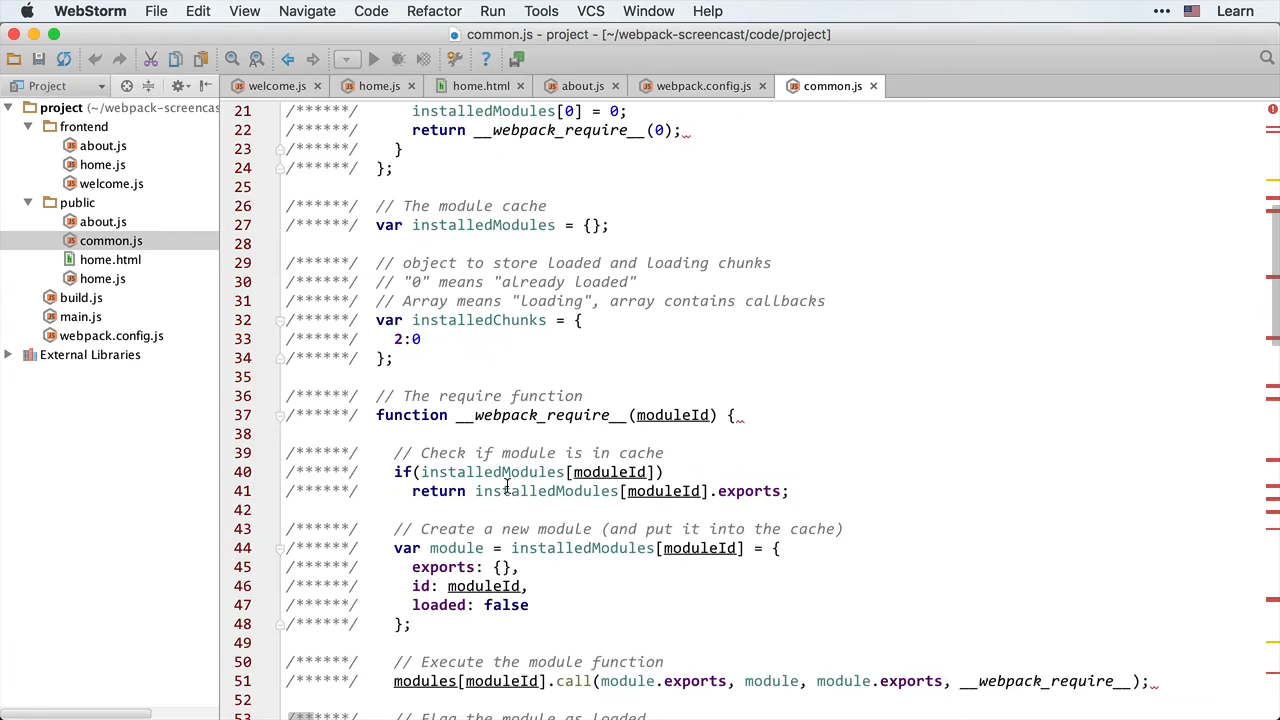 WebStorm File Edit View Navigate Code Refactor Run Tools VCS Window Help ••• Learn
common.js - project - [~/webpack-screencast/code/project]
Project welcome.js home.js home.html about.js webpack.config.js common.js
project (~/webpack-screencas
frontend
about.js
home.js
welcome.js
public
about.js
common.js
home.html
home.js
build.js
main.js
webpack.config.js
External Libraries
21 /******/ installedModules[0] = 0;
22 /******/ return __webpack_require__(0);
23 /******/ }
24 /******/ };
25
26 /******/ // The module cache
27 /******/ var installedModules = {};
28
29 /******/ // object to store loaded and loading chunks
30 /******/ // "0" means "already loaded"
31 /******/ // Array means "loading", array contains callbacks
32 /******/ var installedChunks = {
33 /******/ 2:0
34 /******/ };
35
36 /******/ // The require function
37 /******/ function __webpack_require__(moduleId) {
38
39 /******/ // Check if module is in cache
40 /******/ if(installedModules[moduleId])
41 /******/ return installedModules[moduleId].exports;
42
43 /******/ // Create a new module (and put it into the cache)
44 /******/ var module = installedModules[moduleId] = {
45 /******/ exports: {},
46 /******/ id: moduleId,
47 /******/ loaded: false
48 /******/ };
49
50 /******/ // Execute the module function
51 /******/ modules[moduleId].call(module.exports, module, module.exports, __webpack_require__);
52
53 /******/ // Flag the module as loaded